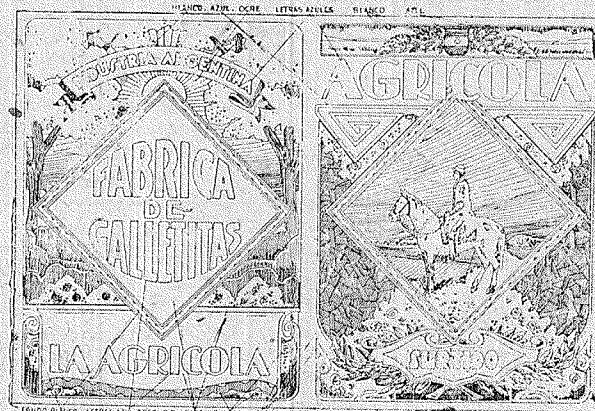 BLANCO, AZUL, OCRE LETRAS AZULES BLANCO AZUL
INDUSTRIA ARGENTINA
FABRICA
DE
GALLETITAS
LA AGRICOLA
AGRICOLA
SURTIDO